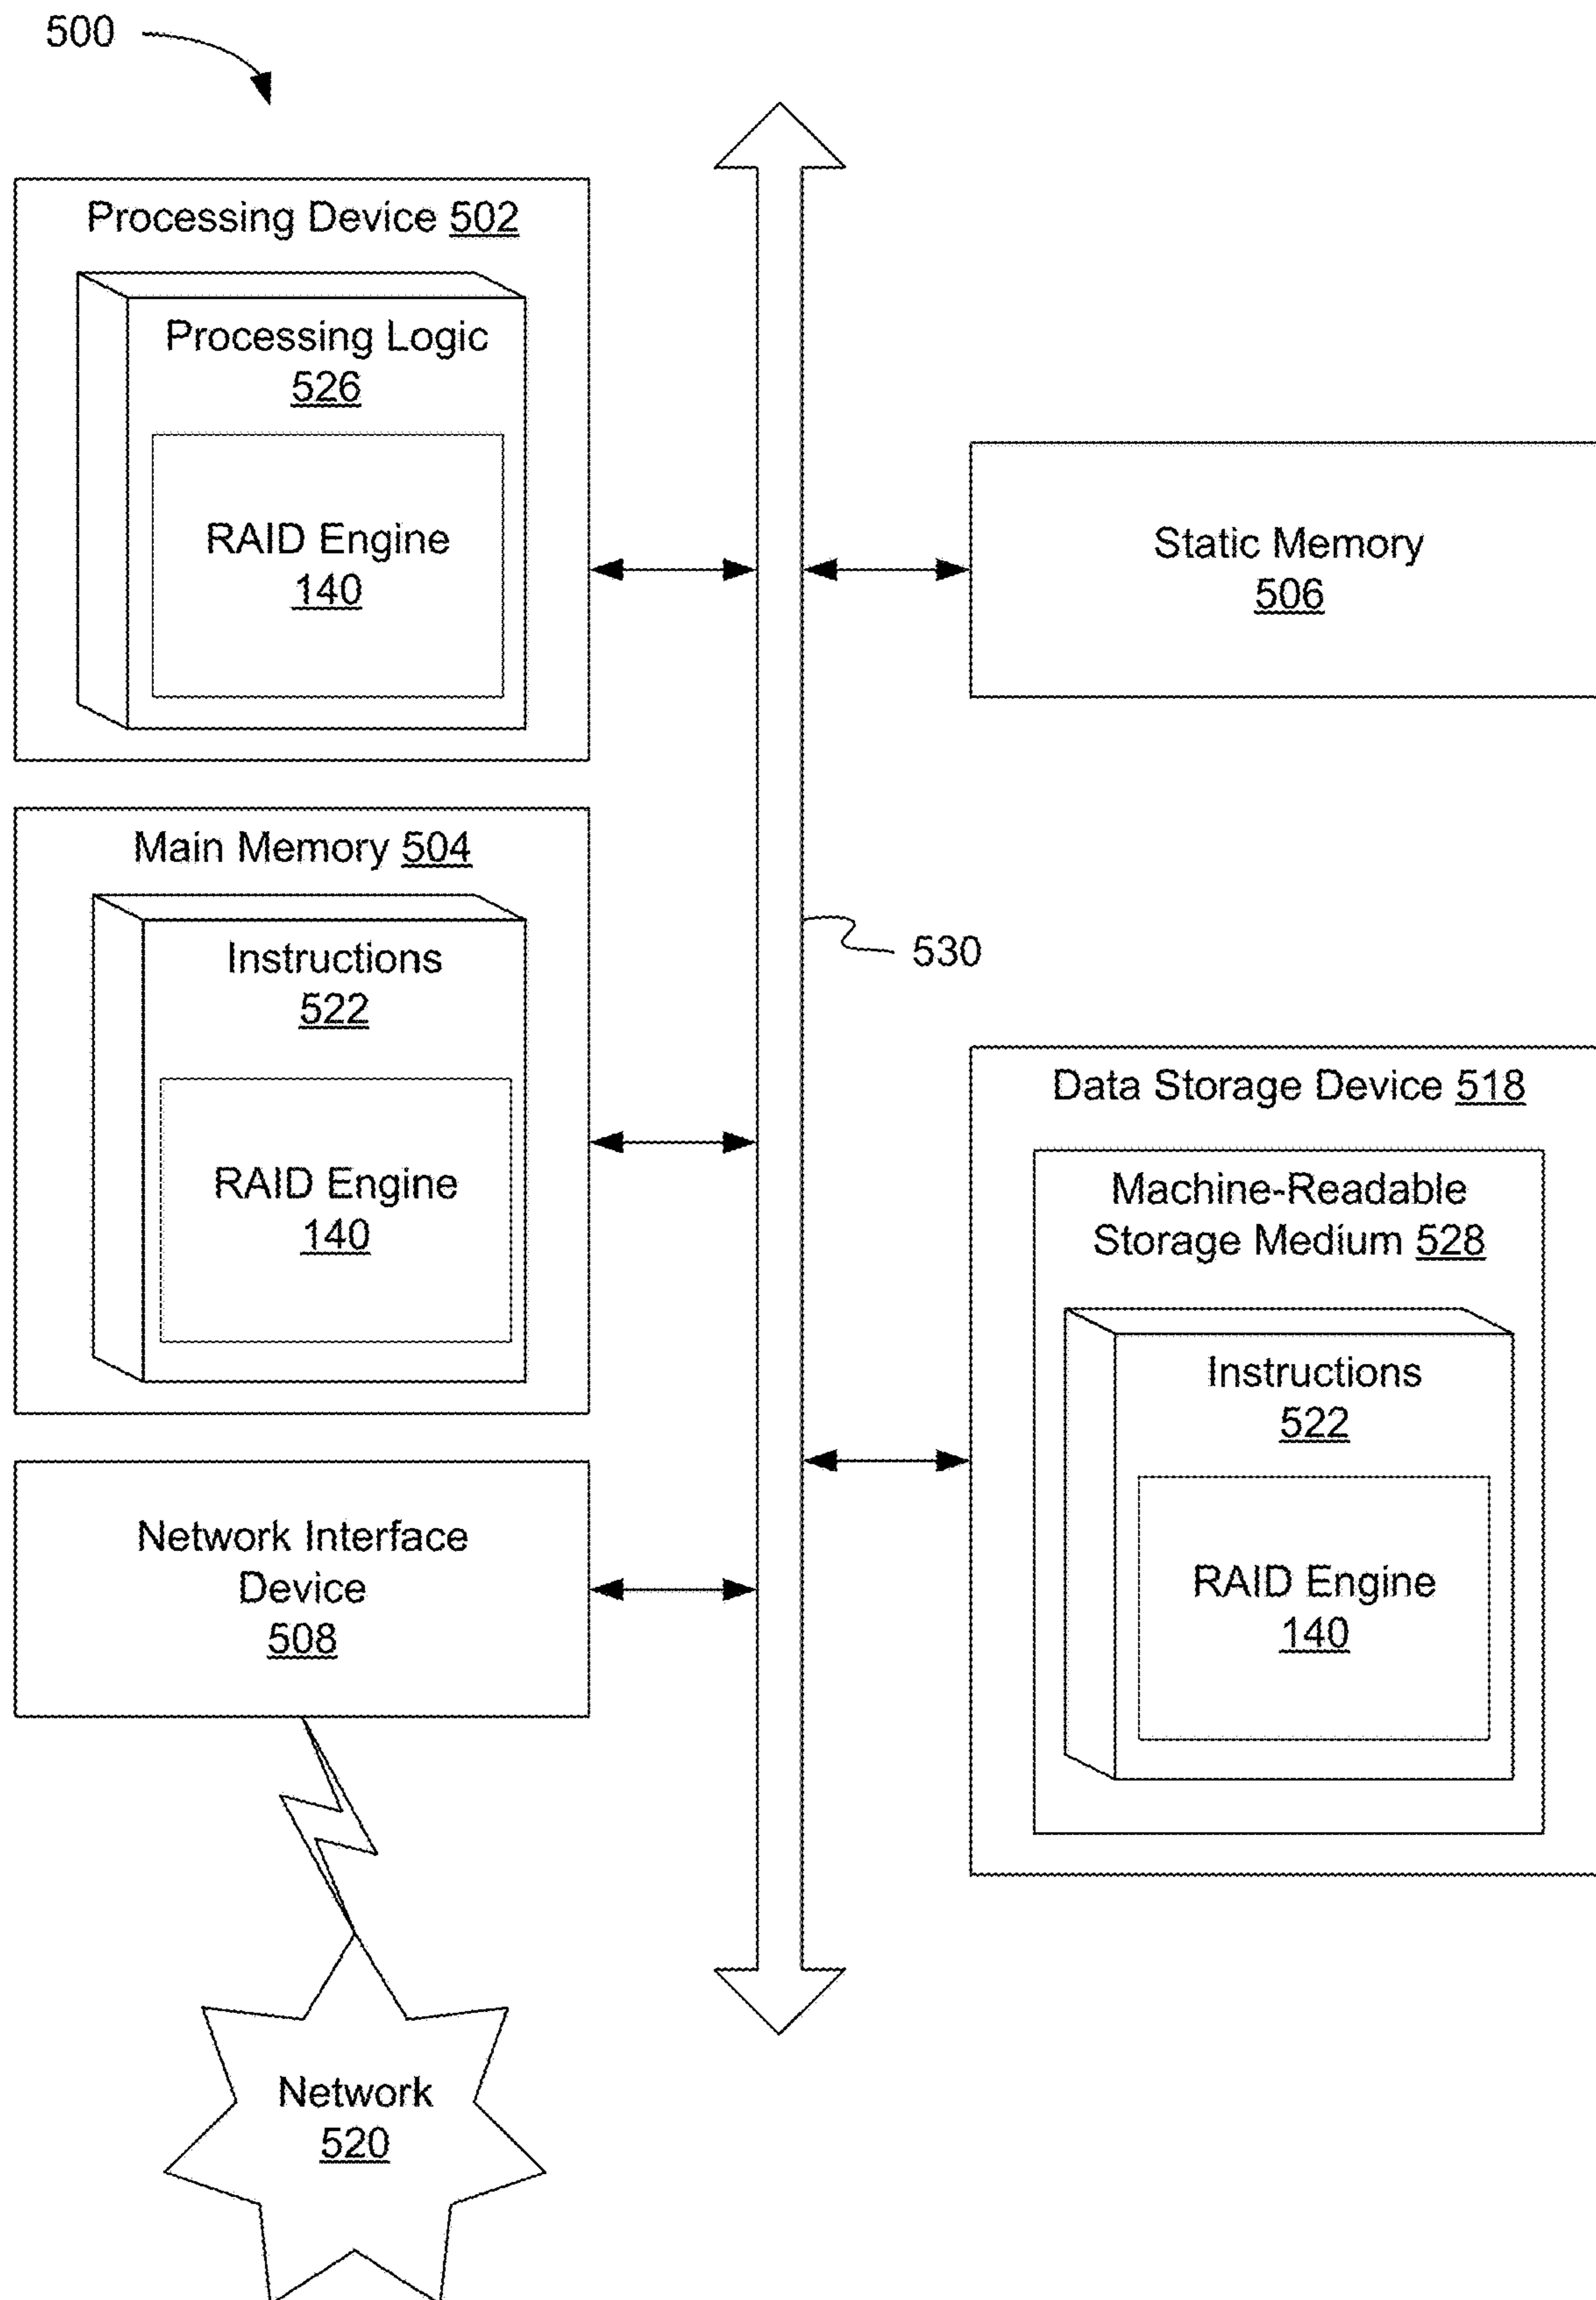 500
Processing Device 502
Processing Logic
526
RAID Engine
140
Static Memory
506
Main Memory 504
Instructions
522
RAID Engine
140
530
Data Storage Device 518
Machine-Readable
Storage Medium 528
Instructions
522
RAID Engine
140
Network Interface
Device
508
Network
520